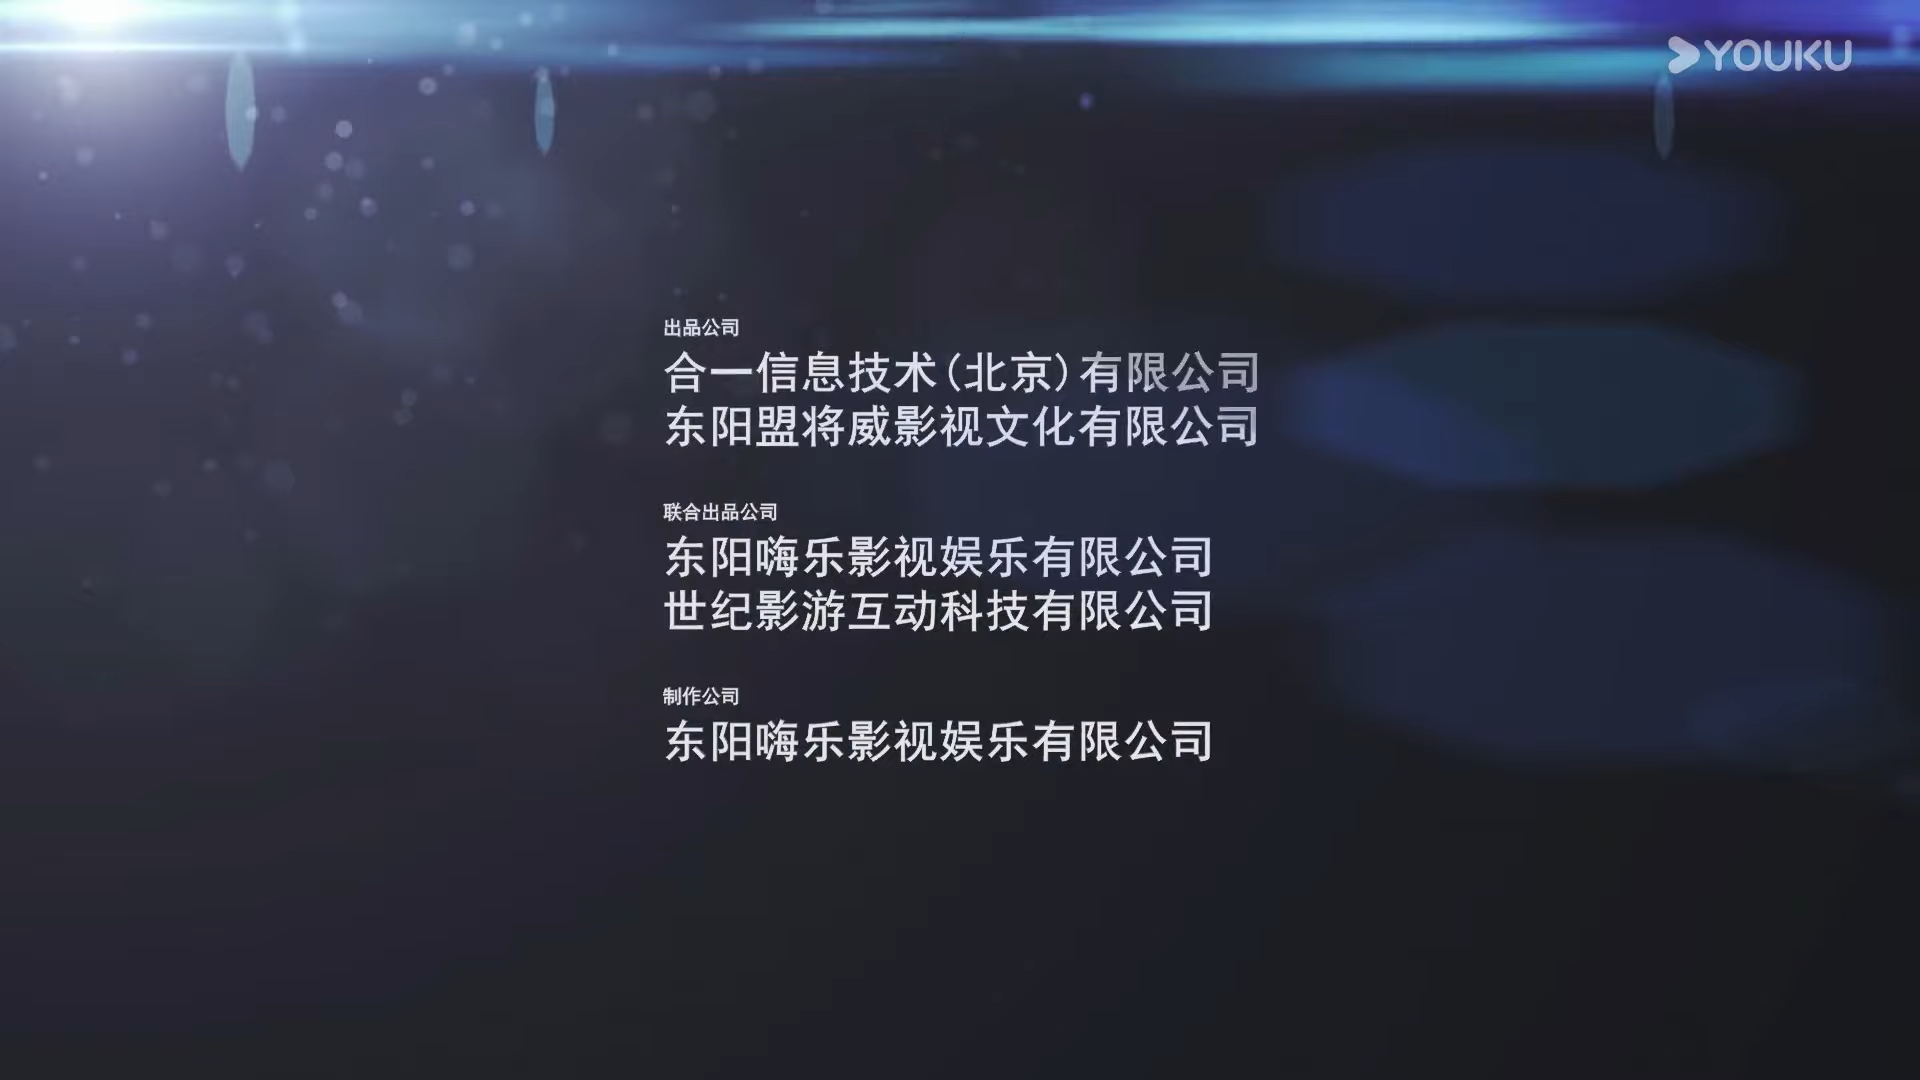 YOUKU
出品公司
合一信息技术(北京)有限公司
东阳盟将威影视文化有限公司
联合出品公司
东阳嗨乐影视娱乐有限公司
世纪影游互动科技有限公司
制作公司
东阳嗨乐影视娱乐有限公司